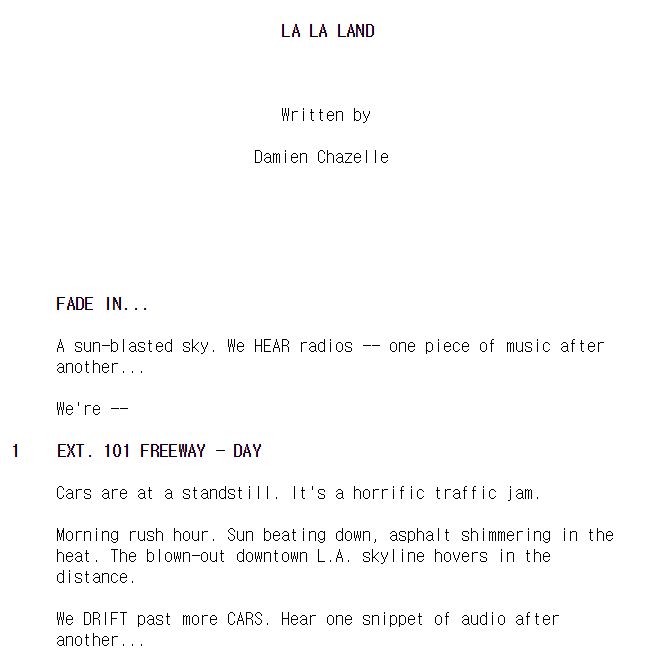 LA LA LAND
Written by
Damien Chazelle
FADE IN...
A sun-blasted sky. We HEAR radios -- one piece of music after
another...
We're --
1 EXT. 101 FREEWAY - DAY
Cars are at a standstill. It's a horrific traffic jam.
Morning rush hour. Sun beating down, asphalt shimmering in the
heat. The blown-out downtown L.A. skyline hovers in the
distance.
We DRIFT past more CARS. Hear one snippet of audio after
another...